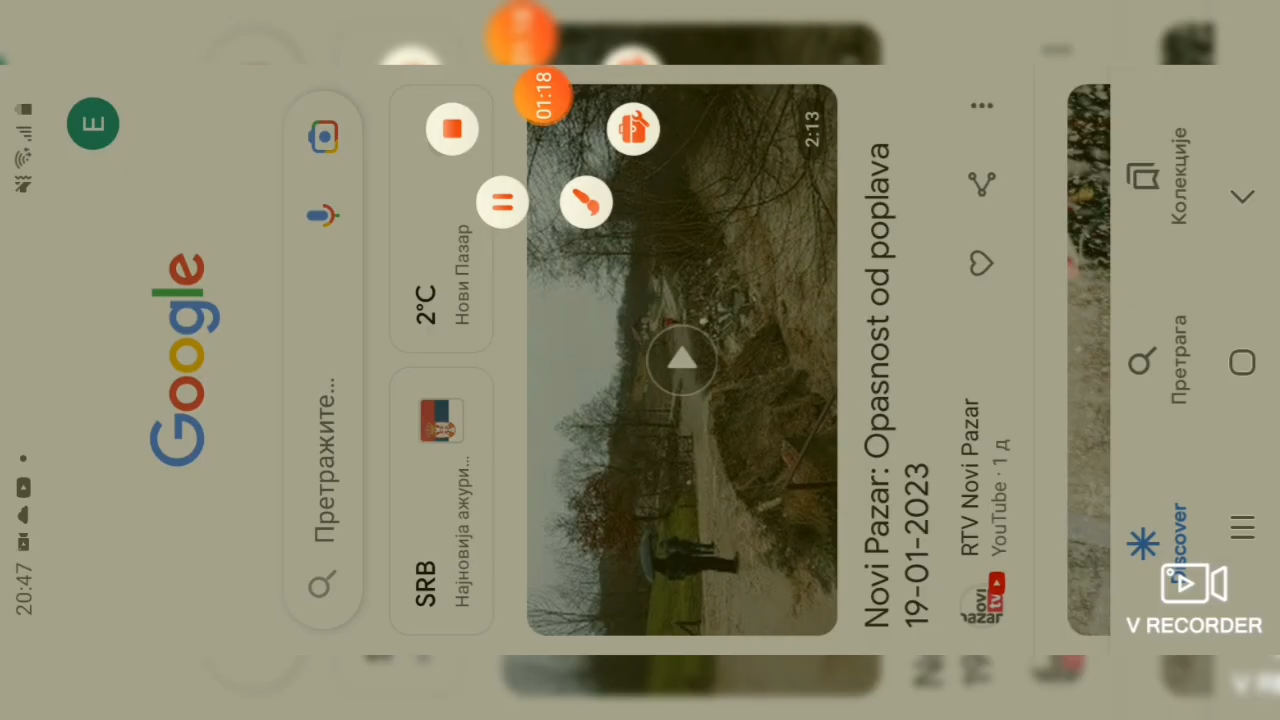 20:47
E
Google
Претражите...
SRB
Најновија ажури...
2°C
Нови Пазар
01:18
2:13
Novi Pazar: Opasnost od poplava
19-01-2023
RTV Novi Pazar
YouTube · 1 д
Discover
Претрага
Колекције
V RECORDER